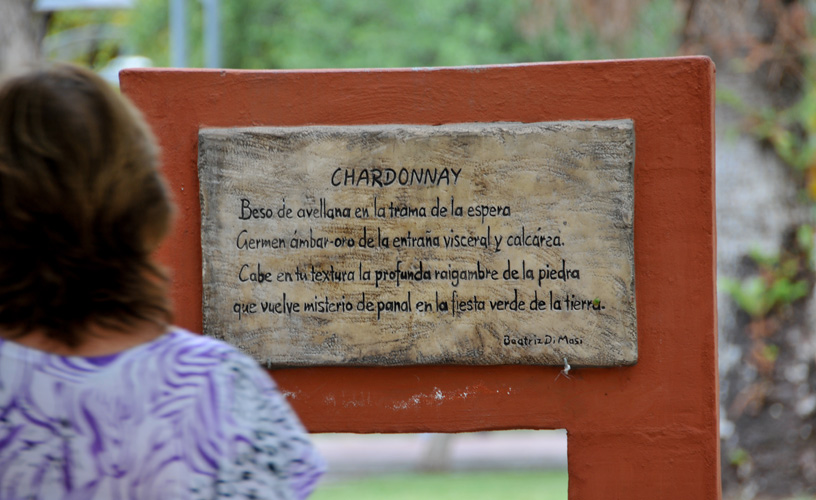 CHARDONNAY
Beso de avellana en la trama de la espera
Germen ámbar-oro de la entraña visceral y calcárea.
Cabe en tu textura la profunda raigambre de la piedra
que vuelve misterio de panal en la fiesta verde de la tierra.
Beatriz Di Masi